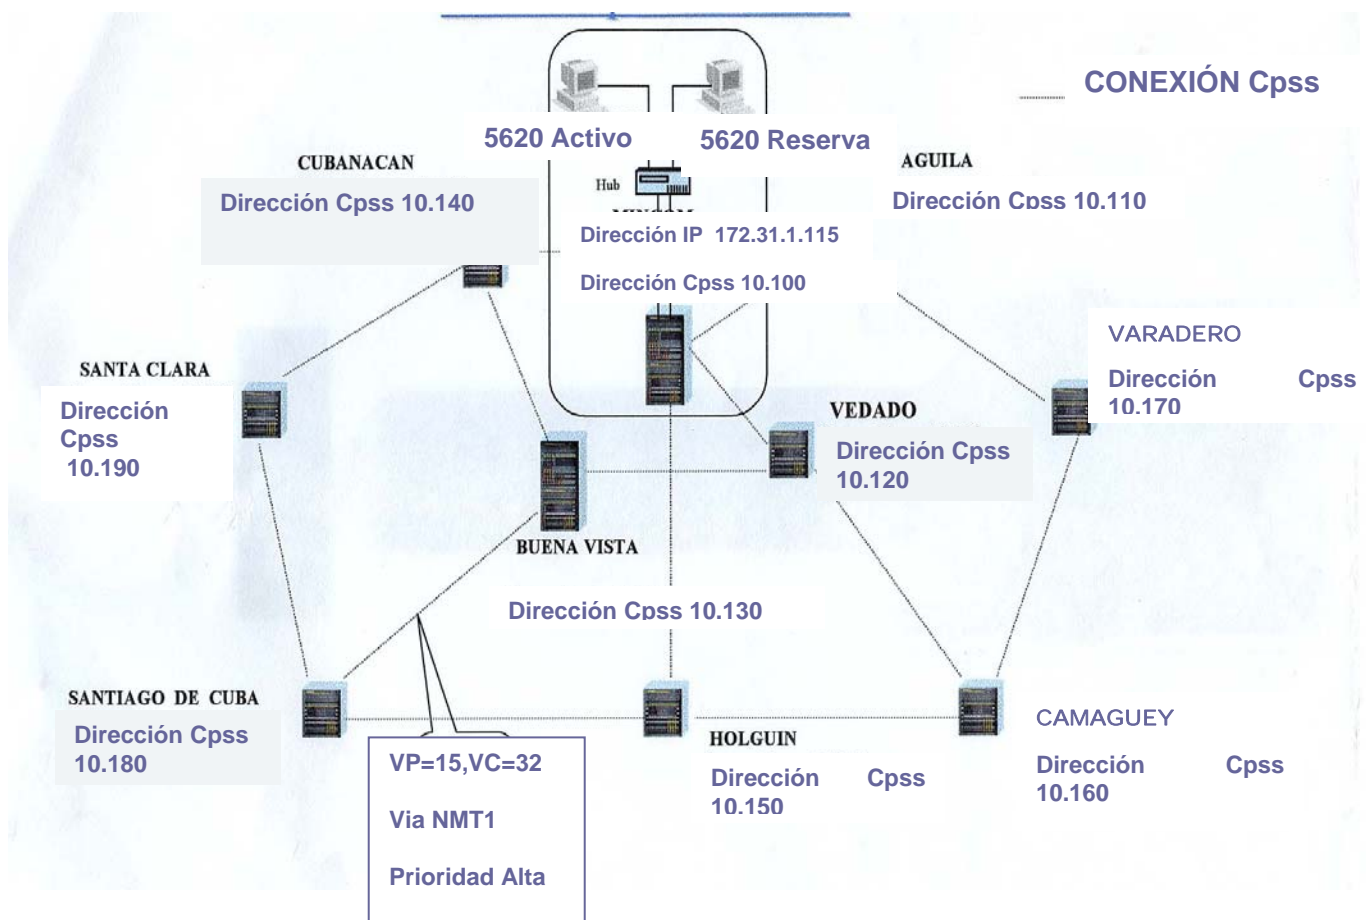 CONEXIÓN Cpss
5620 Activo
5620 Reserva
CUBANACAN
Dirección Cpss 10.140
Hub
AGUILA
Dirección Cpss 10.110
Dirección IP 172.31.1.115
Dirección Cpss 10.100
VARADERO
Dirección Cpss
10.170
SANTA CLARA
Dirección
Cpss
10.190
VEDADO
Dirección Cpss
10.120
BUENA VISTA
Dirección Cpss 10.130
SANTIAGO DE CUBA
Dirección Cpss
10.180
VP=15,VC=32
Via NMT1
Prioridad Alta
HOLGUIN
Dirección Cpss
10.150
CAMAGUEY
Dirección Cpss
10.160